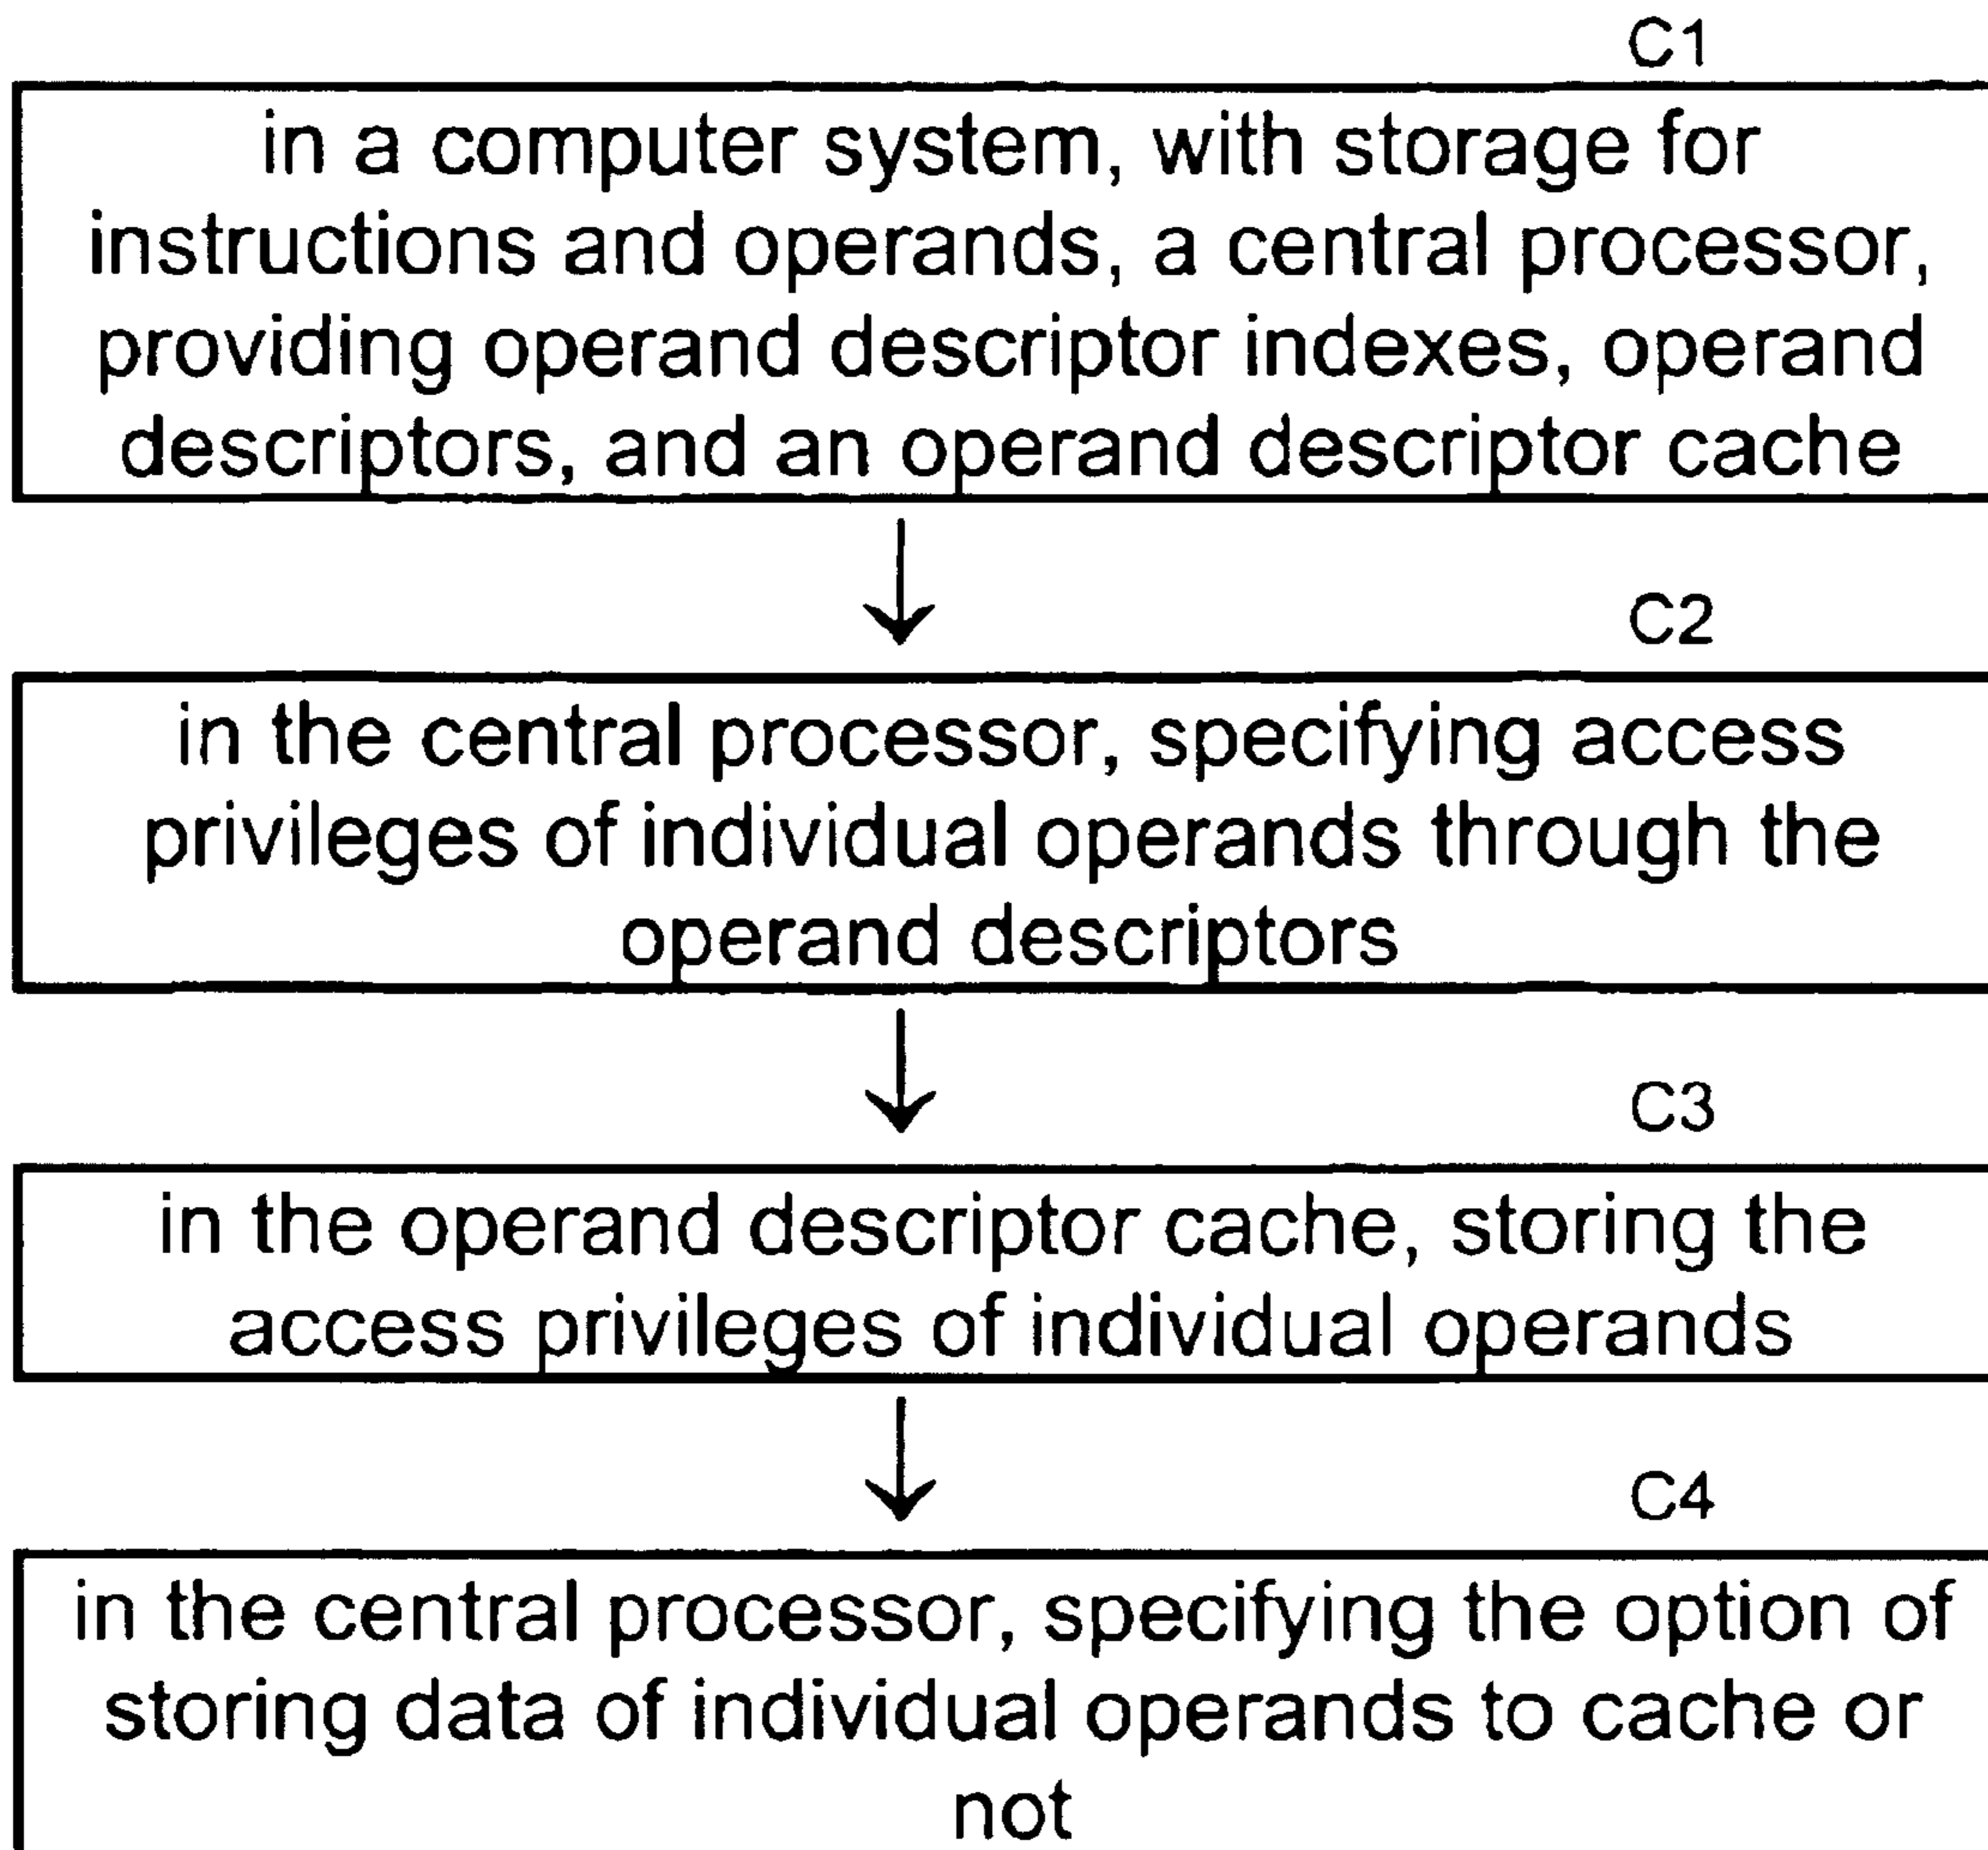 C1
in a computer system, with storage for
instructions and operands, a central processor,
providing operand descriptor indexes, operand
descriptors, and an operand descriptor cache
C2
in the central processor, specifying access
privileges of individual operands through the
operand descriptors
C3
in the operand descriptor cache, storing the
access privileges of individual operands
C4
in the central processor, specifying the option of
storing data of individual operands to cache or
not